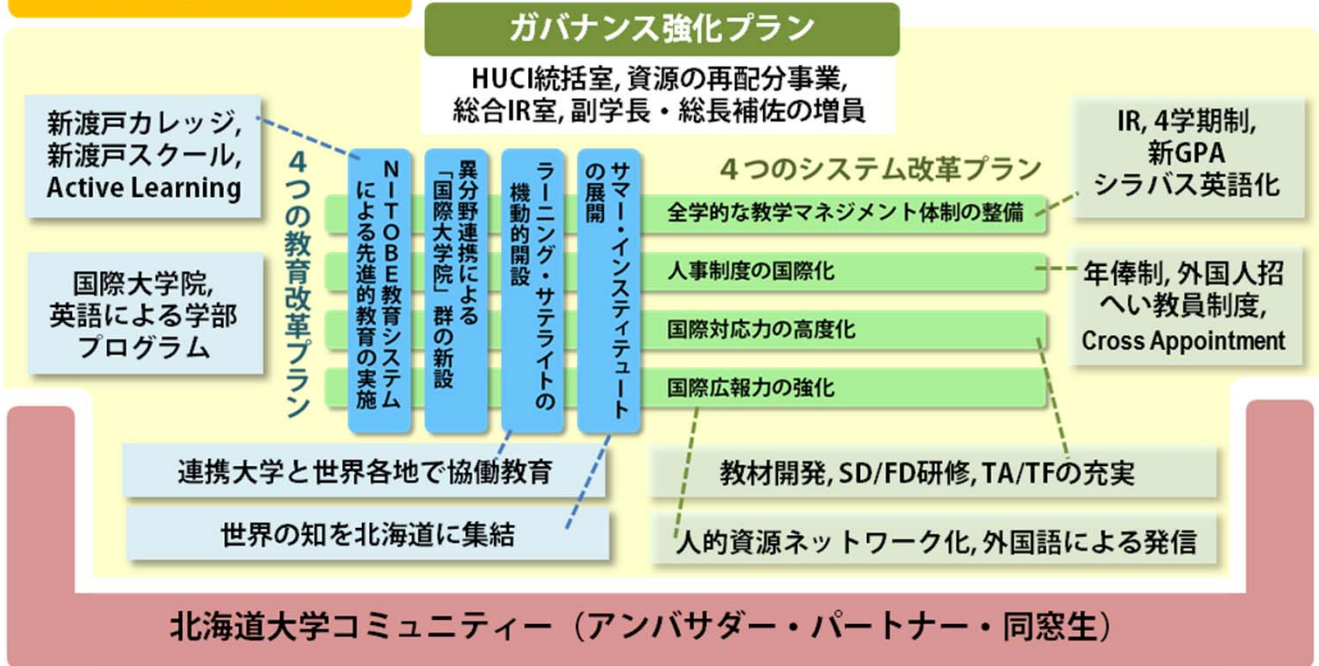 ガバナンス強化プラン
HUCI統括室, 資源の再配分事業,
総合IR室, 副学長・総長補佐の増員
新渡戸カレッジ,
新渡戸スクール,
Active Learning
国際大学院,
英語による学部
プログラム
4つの教育改革プラン
NITOBE教育システム
による先進的教育の実施
異分野連携による
「国際大学院」群の新設
ラーニング・サテライトの
機動的開設
サマー・インスティテュート
の展開
4つのシステム改革プラン
全学的な教学マネジメント体制の整備
人事制度の国際化
国際対応力の高度化
国際広報力の強化
IR, 4学期制,
新GPA
シラバス英語化
年俸制, 外国人招
へい教員制度,
Cross Appointment
連携大学と世界各地で協働教育
世界の知を北海道に集結
教材開発, SD/FD研修, TA/TFの充実
人的資源ネットワーク化, 外国語による発信
北海道大学コミュニティー（アンバサダー・パートナー・同窓生）